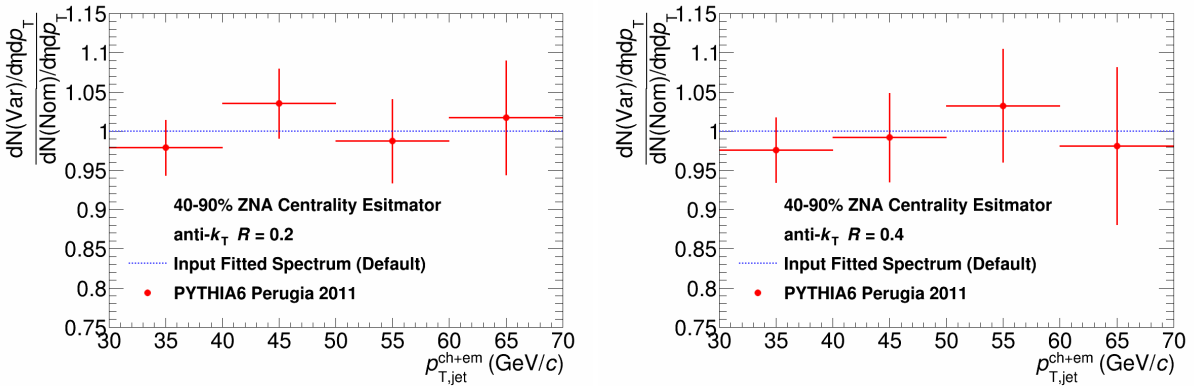 dN(Var)/dηdp_T
dN(Nom)/dηdp_T
1.15
1.1
1.05
1
0.95
0.9
0.85
0.8
0.75
40-90% ZNA Centrality Esitmator
anti-k_T R = 0.2
Input Fitted Spectrum (Default)
PYTHIA6 Perugia 2011
30 35 40 45 50 55 60 65 70
p_T,jet^ch+em (GeV/c)
dN(Var)/dηdp_T
dN(Nom)/dηdp_T
1.15
1.1
1.05
1
0.95
0.9
0.85
0.8
0.75
40-90% ZNA Centrality Esitmator
anti-k_T R = 0.4
Input Fitted Spectrum (Default)
PYTHIA6 Perugia 2011
30 35 40 45 50 55 60 65 70
p_T,jet^ch+em (GeV/c)